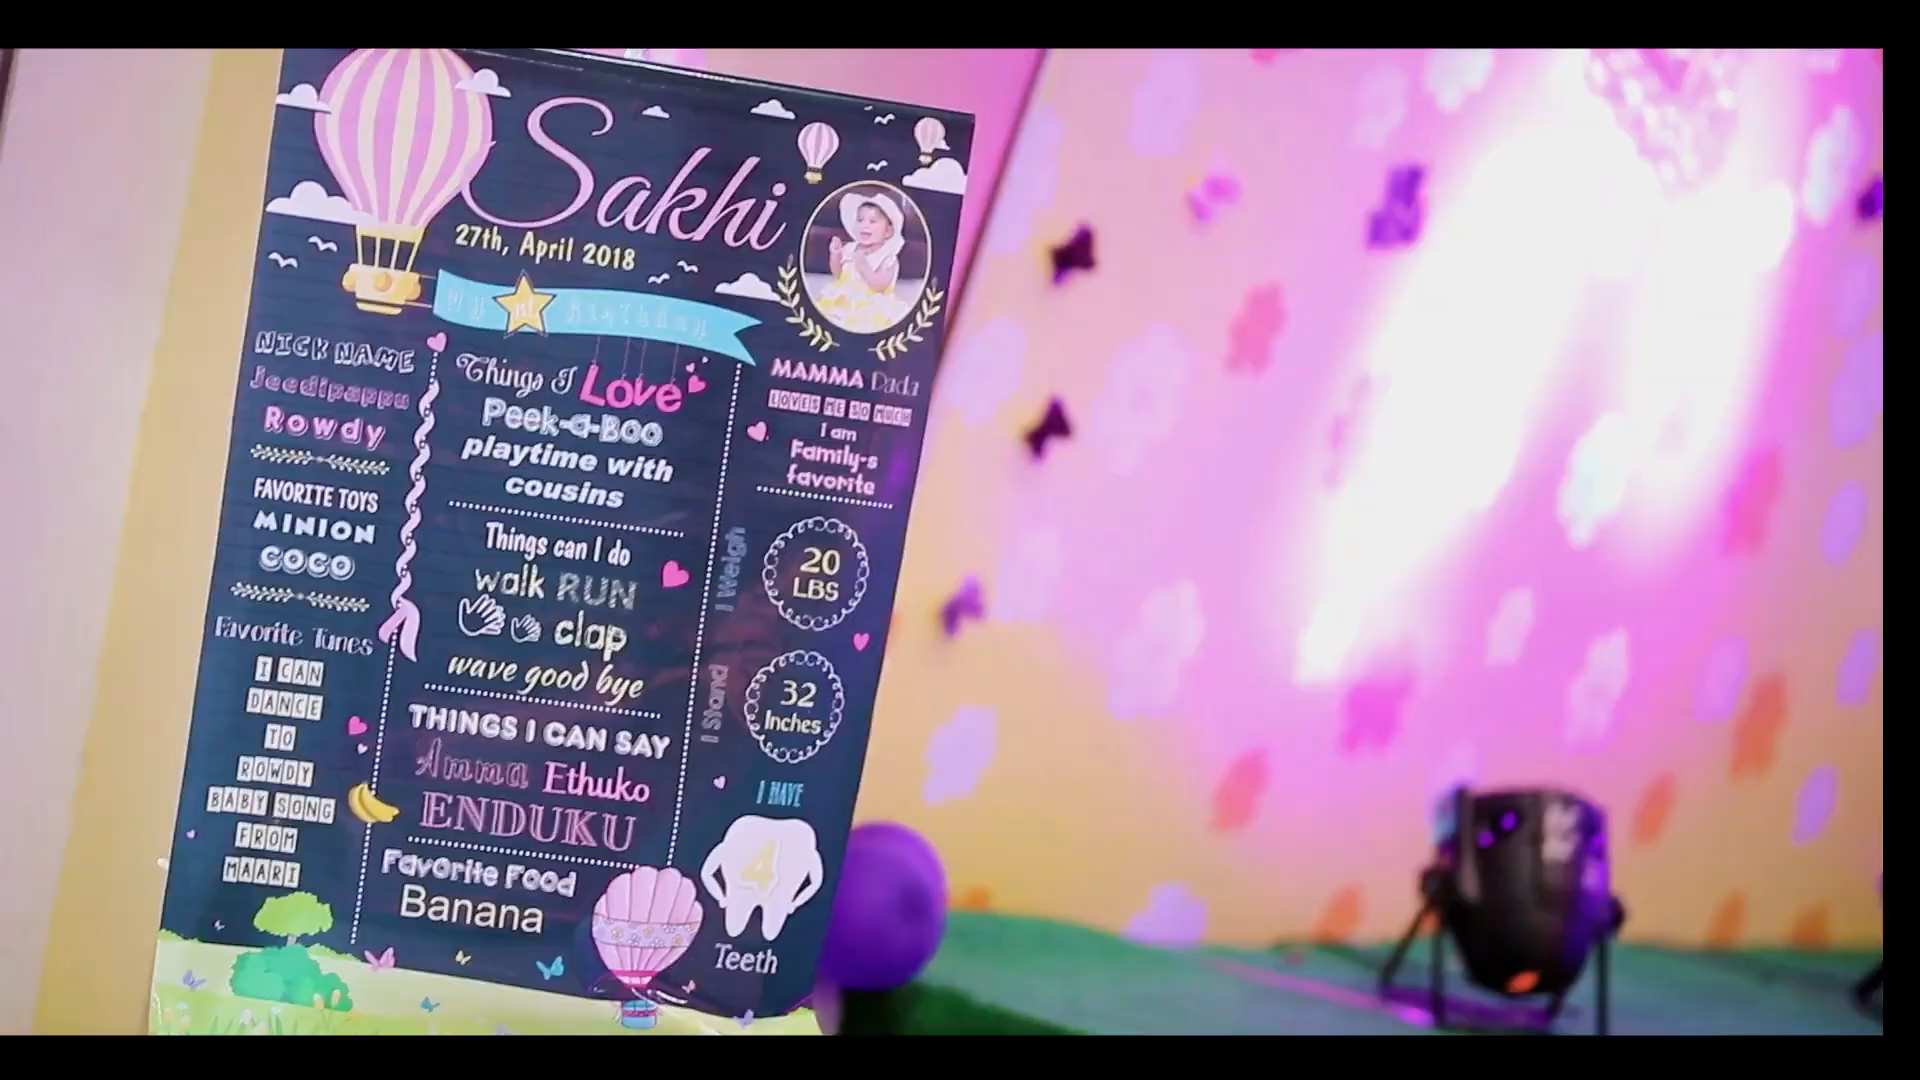 Sakhi
27th, April 2018
My 1st Birthday
NICK NAME
Jeedipappu
Rowdy
FAVORITE TOYS
MINION
COCO
Favorite Tunes
I CAN
DANCE
TO
ROWDY
BABY SONG
FROM
MAARI
Things I Love
Peek-a-Boo
playtime with
cousins
Things can I do
walk RUN
clap
wave good bye
THINGS I CAN SAY
Amma Ethuko
ENDUKU
Favorite Food
Banana
MAMMA Dada
LOVES ME SO MUCH
I am
Family-s
favorite
I Weigh
20
LBS
I Stand
32
Inches
I HAVE
4
Teeth